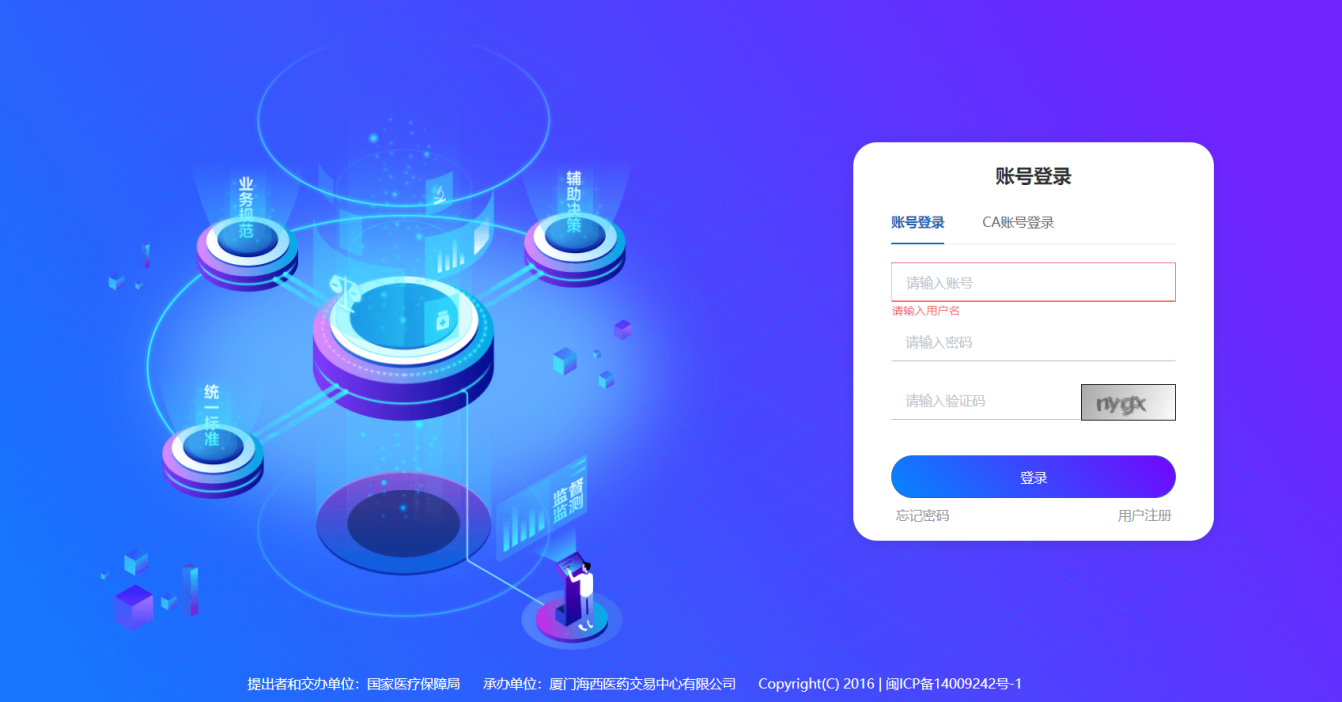 业务规范
辅助决策
统一标准
监督
监测
账号登录
账号登录 CA账号登录
请输入账号
请输入用户名
请输入密码
请输入验证码 nygx
登录
忘记密码 用户注册
提出者和交办单位：国家医疗保障局 承办单位：厦门海西医药交易中心有限公司 Copyright(C) 2016 | 闽ICP备14009242号-1